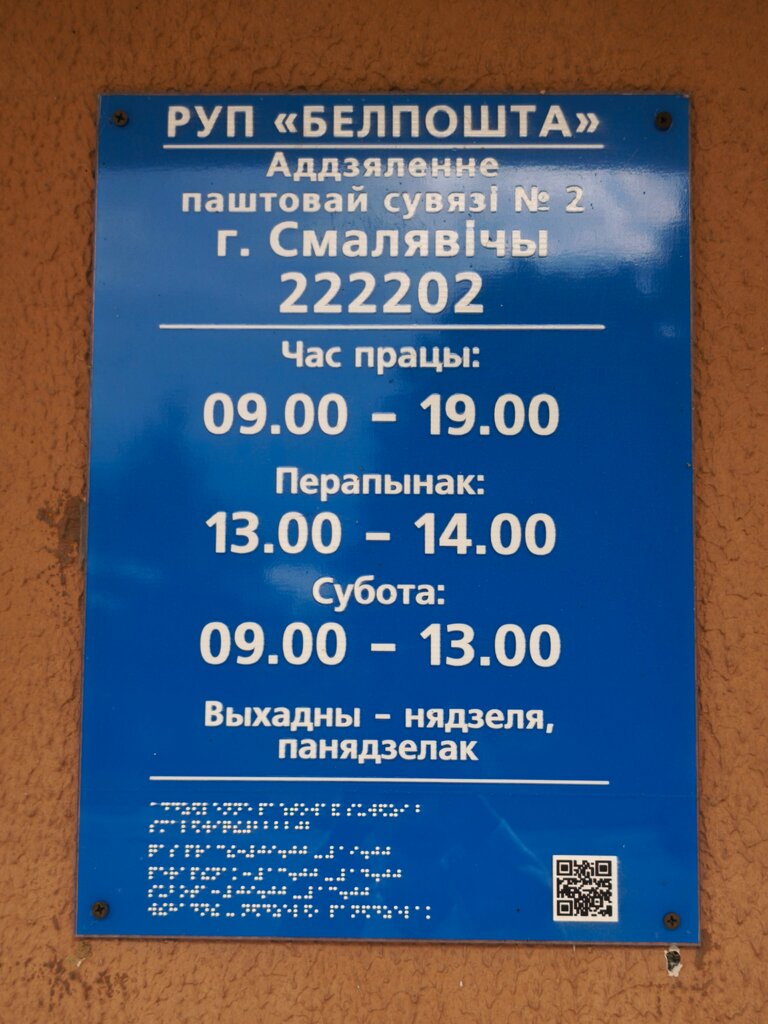 РУП «БЕЛПОШТА»
Аддзяленне
паштовай сувязі № 2
г. Смалявічы
222202
Час працы:
09.00 – 19.00
Перапынак:
13.00 – 14.00
Субота:
09.00 – 13.00
Выхадны – нядзеля,
панядзелак